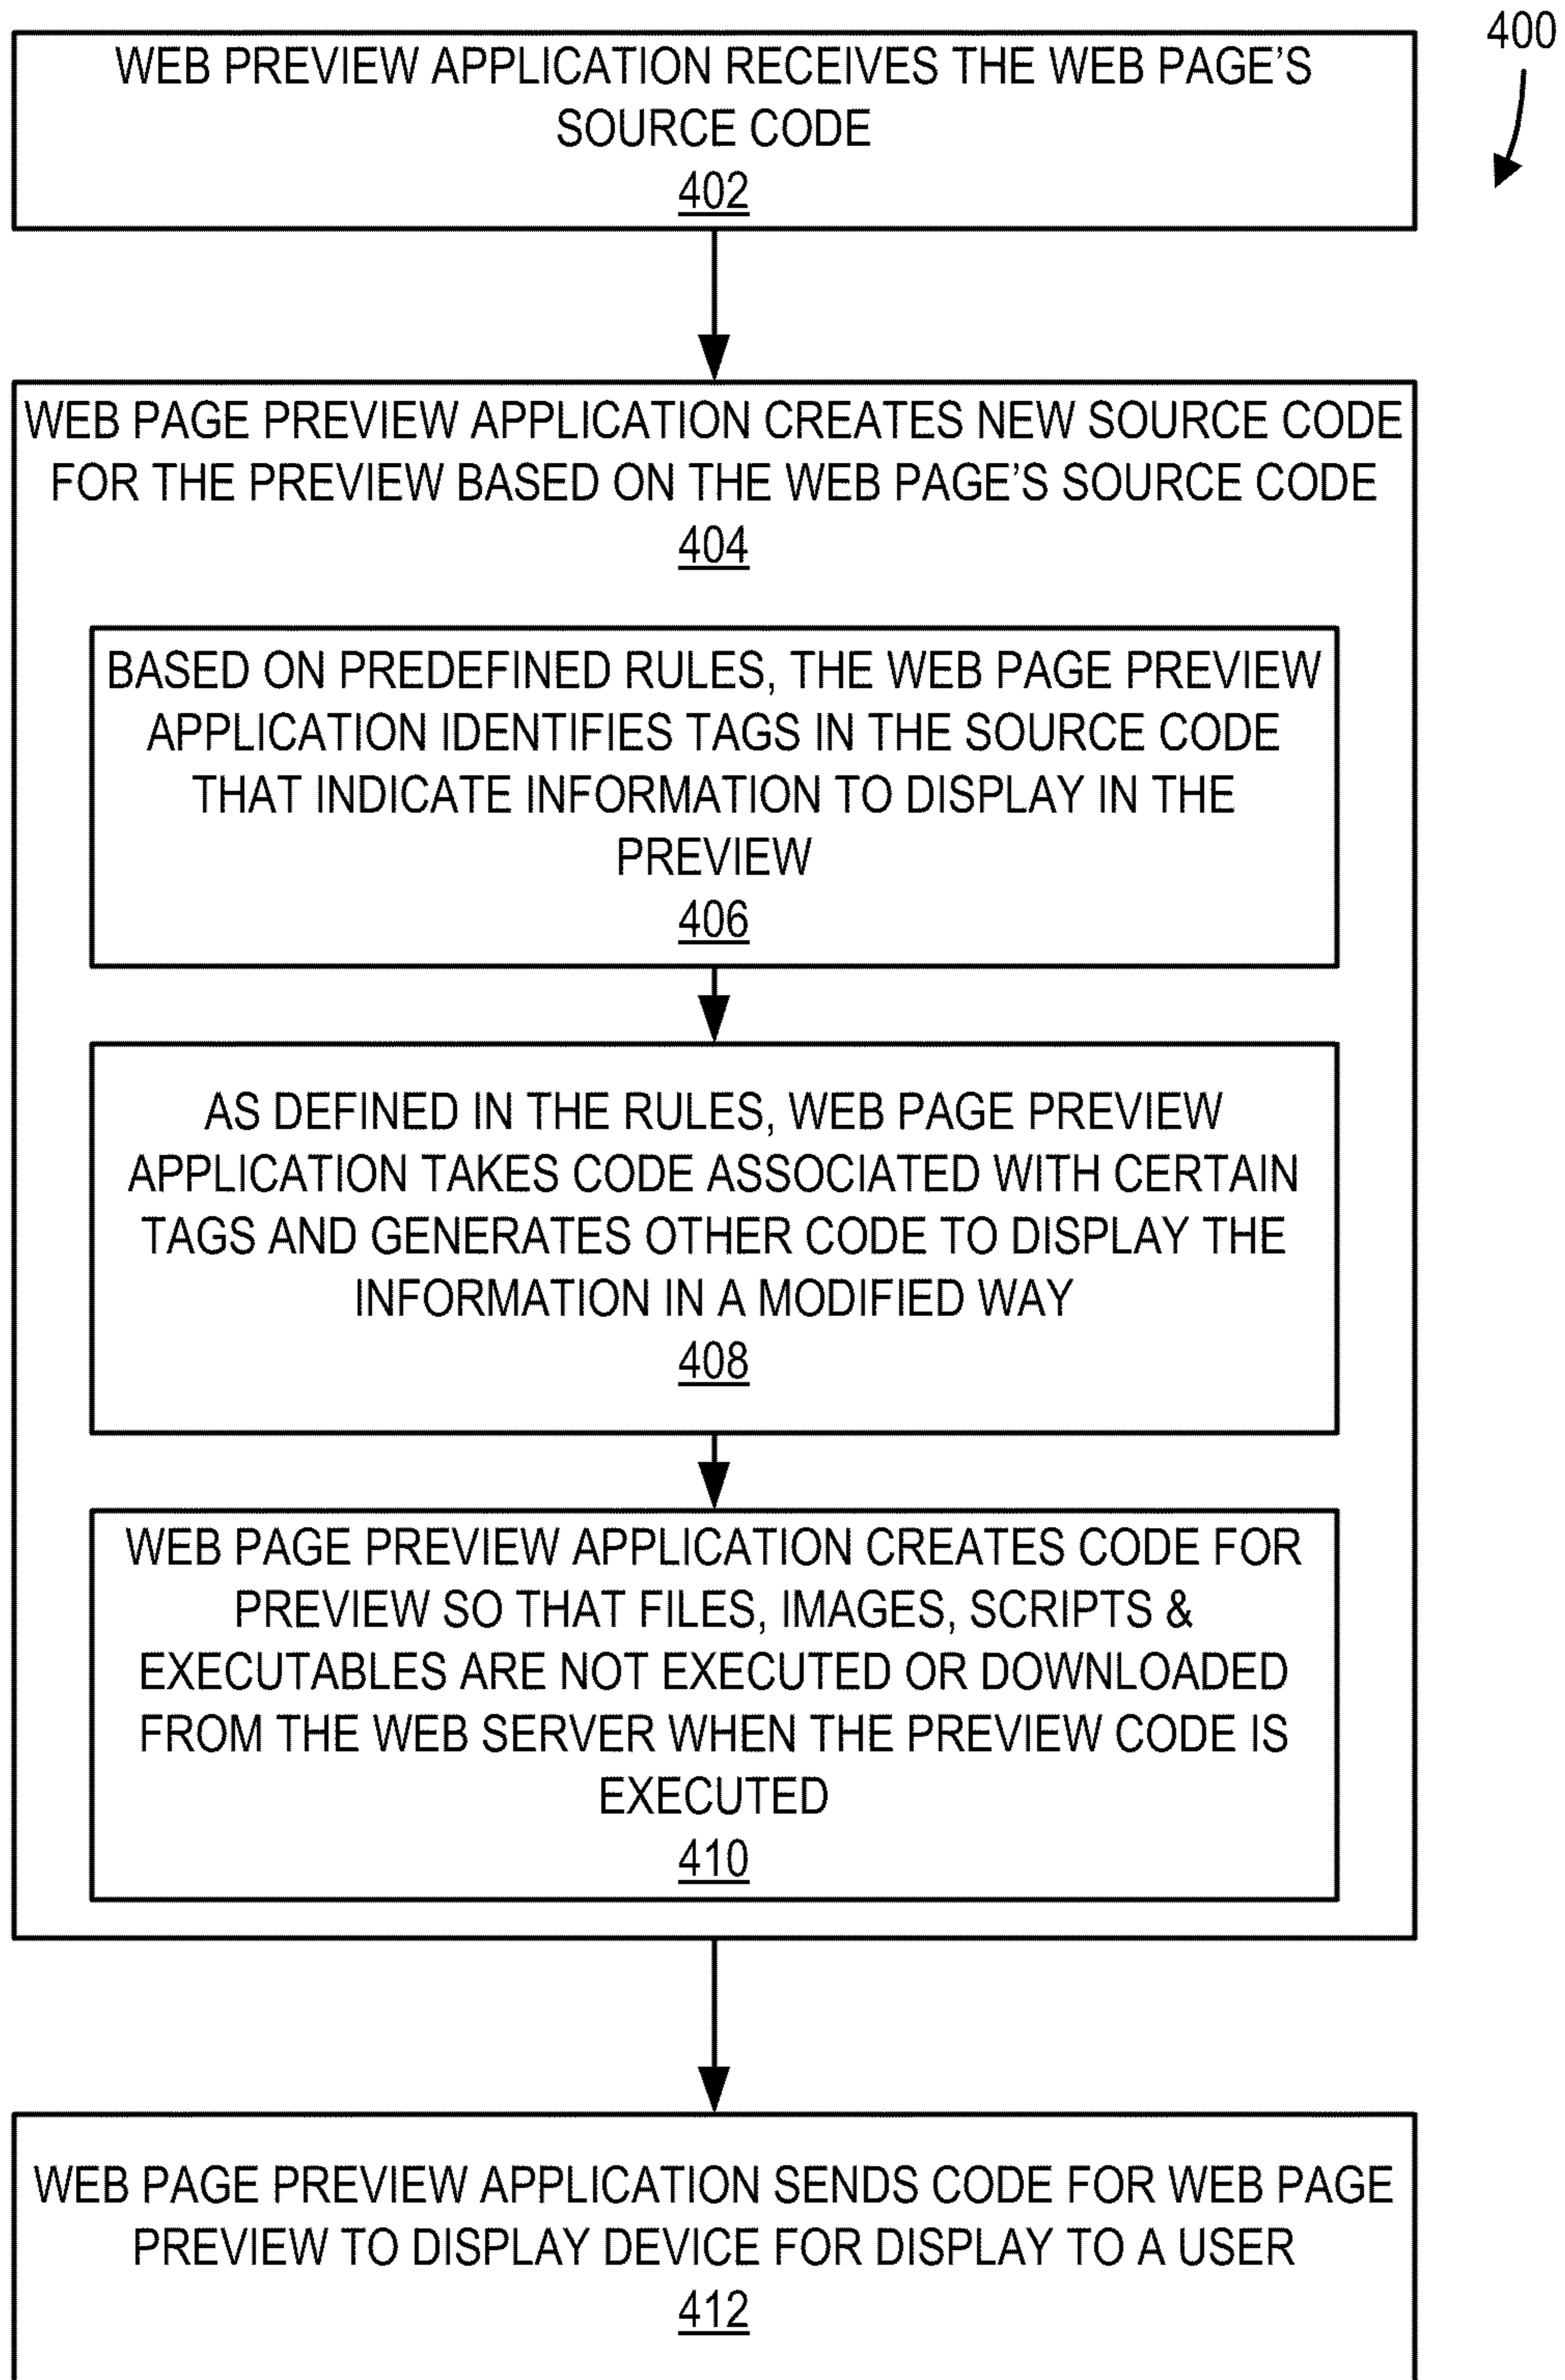 400
WEB PREVIEW APPLICATION RECEIVES THE WEB PAGE'S
SOURCE CODE
402
WEB PAGE PREVIEW APPLICATION CREATES NEW SOURCE CODE
FOR THE PREVIEW BASED ON THE WEB PAGE'S SOURCE CODE
404
BASED ON PREDEFINED RULES, THE WEB PAGE PREVIEW
APPLICATION IDENTIFIES TAGS IN THE SOURCE CODE
THAT INDICATE INFORMATION TO DISPLAY IN THE
PREVIEW
406
AS DEFINED IN THE RULES, WEB PAGE PREVIEW
APPLICATION TAKES CODE ASSOCIATED WITH CERTAIN
TAGS AND GENERATES OTHER CODE TO DISPLAY THE
INFORMATION IN A MODIFIED WAY
408
WEB PAGE PREVIEW APPLICATION CREATES CODE FOR
PREVIEW SO THAT FILES, IMAGES, SCRIPTS &
EXECUTABLES ARE NOT EXECUTED OR DOWNLOADED
FROM THE WEB SERVER WHEN THE PREVIEW CODE IS
EXECUTED
410
WEB PAGE PREVIEW APPLICATION SENDS CODE FOR WEB PAGE
PREVIEW TO DISPLAY DEVICE FOR DISPLAY TO A USER
412